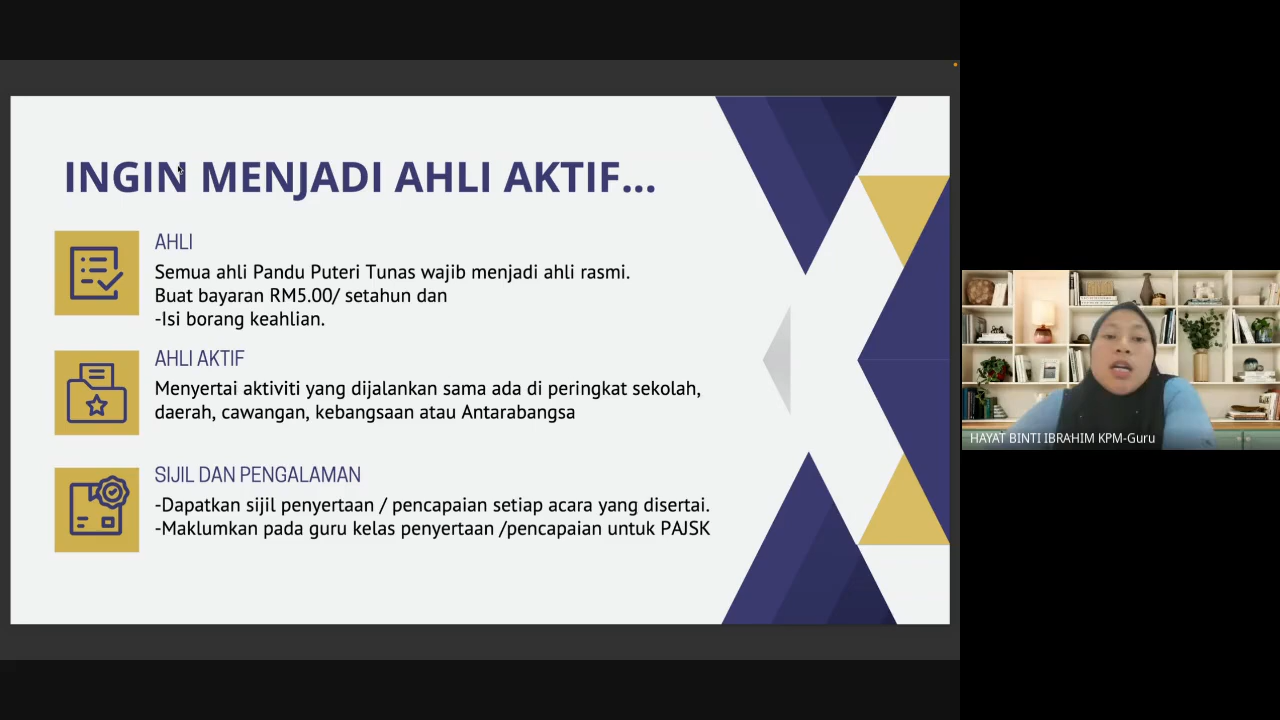 INGIN MENJADI AHLI AKTIF...
AHLI
Semua ahli Pandu Puteri Tunas wajib menjadi ahli rasmi.
Buat bayaran RM5.00/ setahun dan
-Isi borang keahlian.
AHLI AKTIF
Menyertai aktiviti yang dijalankan sama ada di peringkat sekolah,
daerah, cawangan, kebangsaan atau Antarabangsa
SIJIL DAN PENGALAMAN
-Dapatkan sijil penyertaan / pencapaian setiap acara yang disertai.
-Maklumkan pada guru kelas penyertaan /pencapaian untuk PAJSK
HAYAT BINTI IBRAHIM KPM-Guru